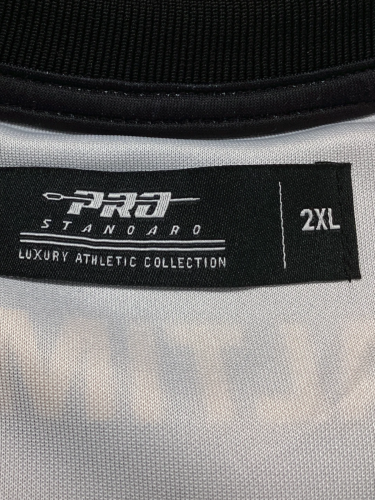 PRO
STANDARD
LUXURY ATHLETIC COLLECTION
2XL